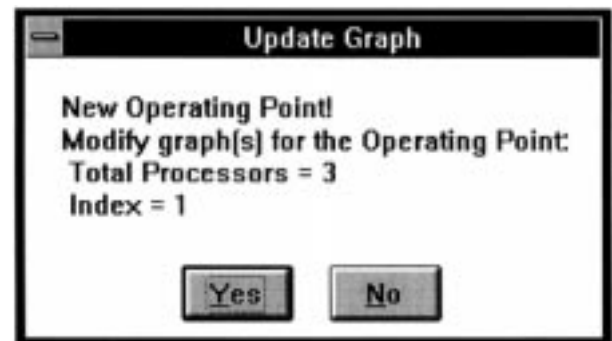 Update Graph
New Operating Point!
Modify graph(s) for the Operating Point:
Total Processors = 3
Index = 1
Yes No